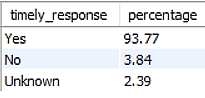 timely_response percentage
Yes 93.77
No 3.84
Unknown 2.39